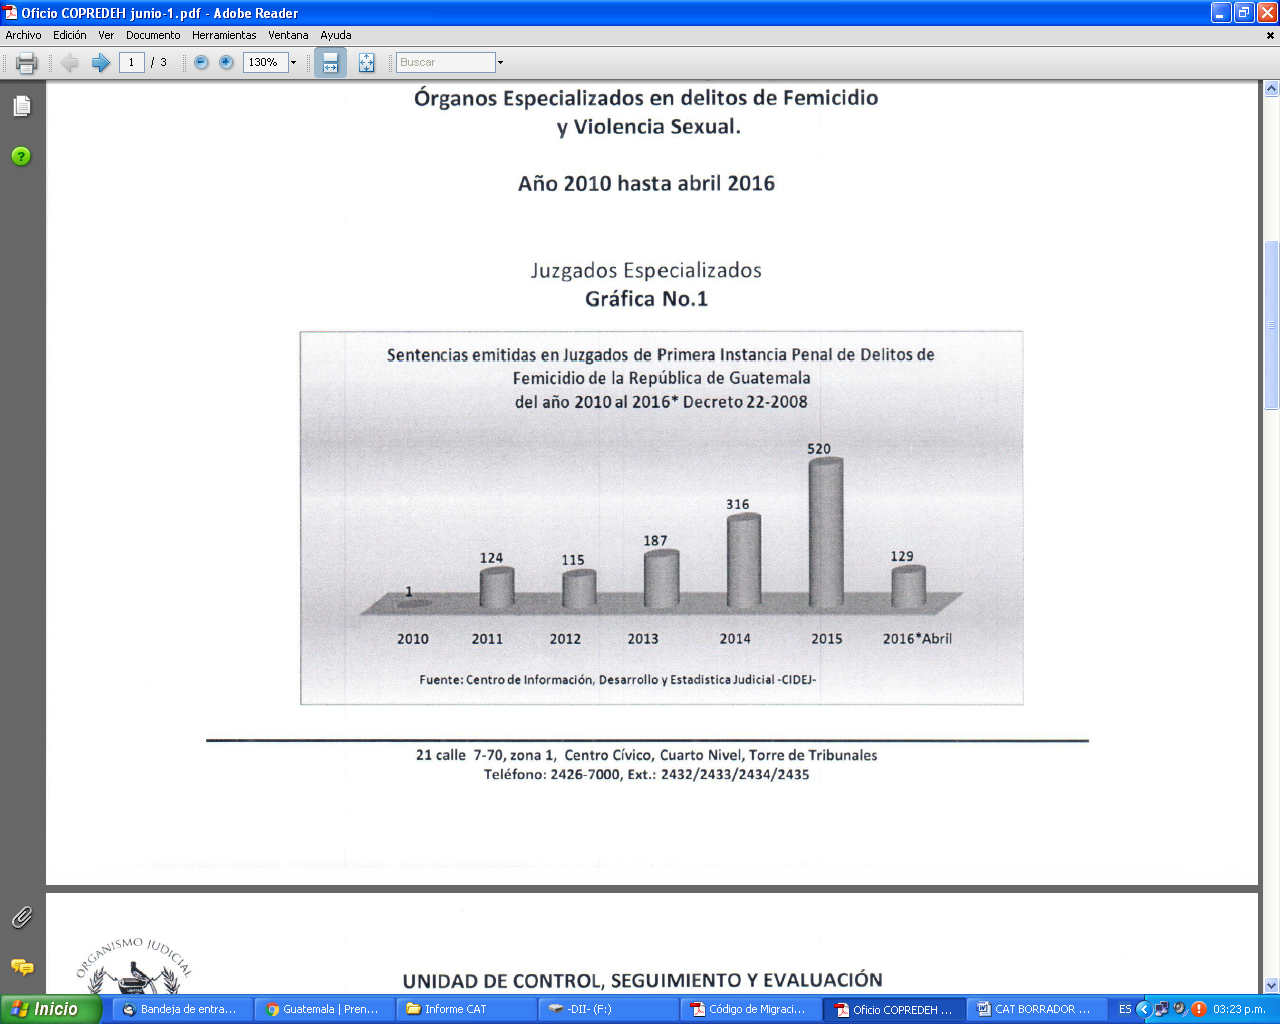 Oficio COPREDEH junio-1.pdf - Adobe Reader
Archivo Edición Ver Documento Herramientas Ventana Ayuda
1 / 3 130% Buscar
Órganos Especializados en delitos de Femicidio
y Violencia Sexual.
Año 2010 hasta abril 2016
Juzgados Especializados
Gráfica No.1
Sentencias emitidas en Juzgados de Primera Instancia Penal de Delitos de
Femicidio de la República de Guatemala
del año 2010 al 2016* Decreto 22-2008
1 124 115 187 316 520 129
2010 2011 2012 2013 2014 2015 2016*Abril
Fuente: Centro de Información, Desarrollo y Estadistica Judicial -CIDEJ-
21 calle 7-70, zona 1, Centro Cívico, Cuarto Nivel, Torre de Tribunales
Teléfono: 2426-7000, Ext.: 2432/2433/2434/2435
ORGANISMO JUDICIAL
UNIDAD DE CONTROL, SEGUIMIENTO Y EVALUACIÓN
Inicio Bandeja de entra... Guatemala | Pren... Informe CAT -DII- (F:) Código de Migraci... Oficio COPREDEH ... CAT BORRADOR ... ES 03:23 p.m.